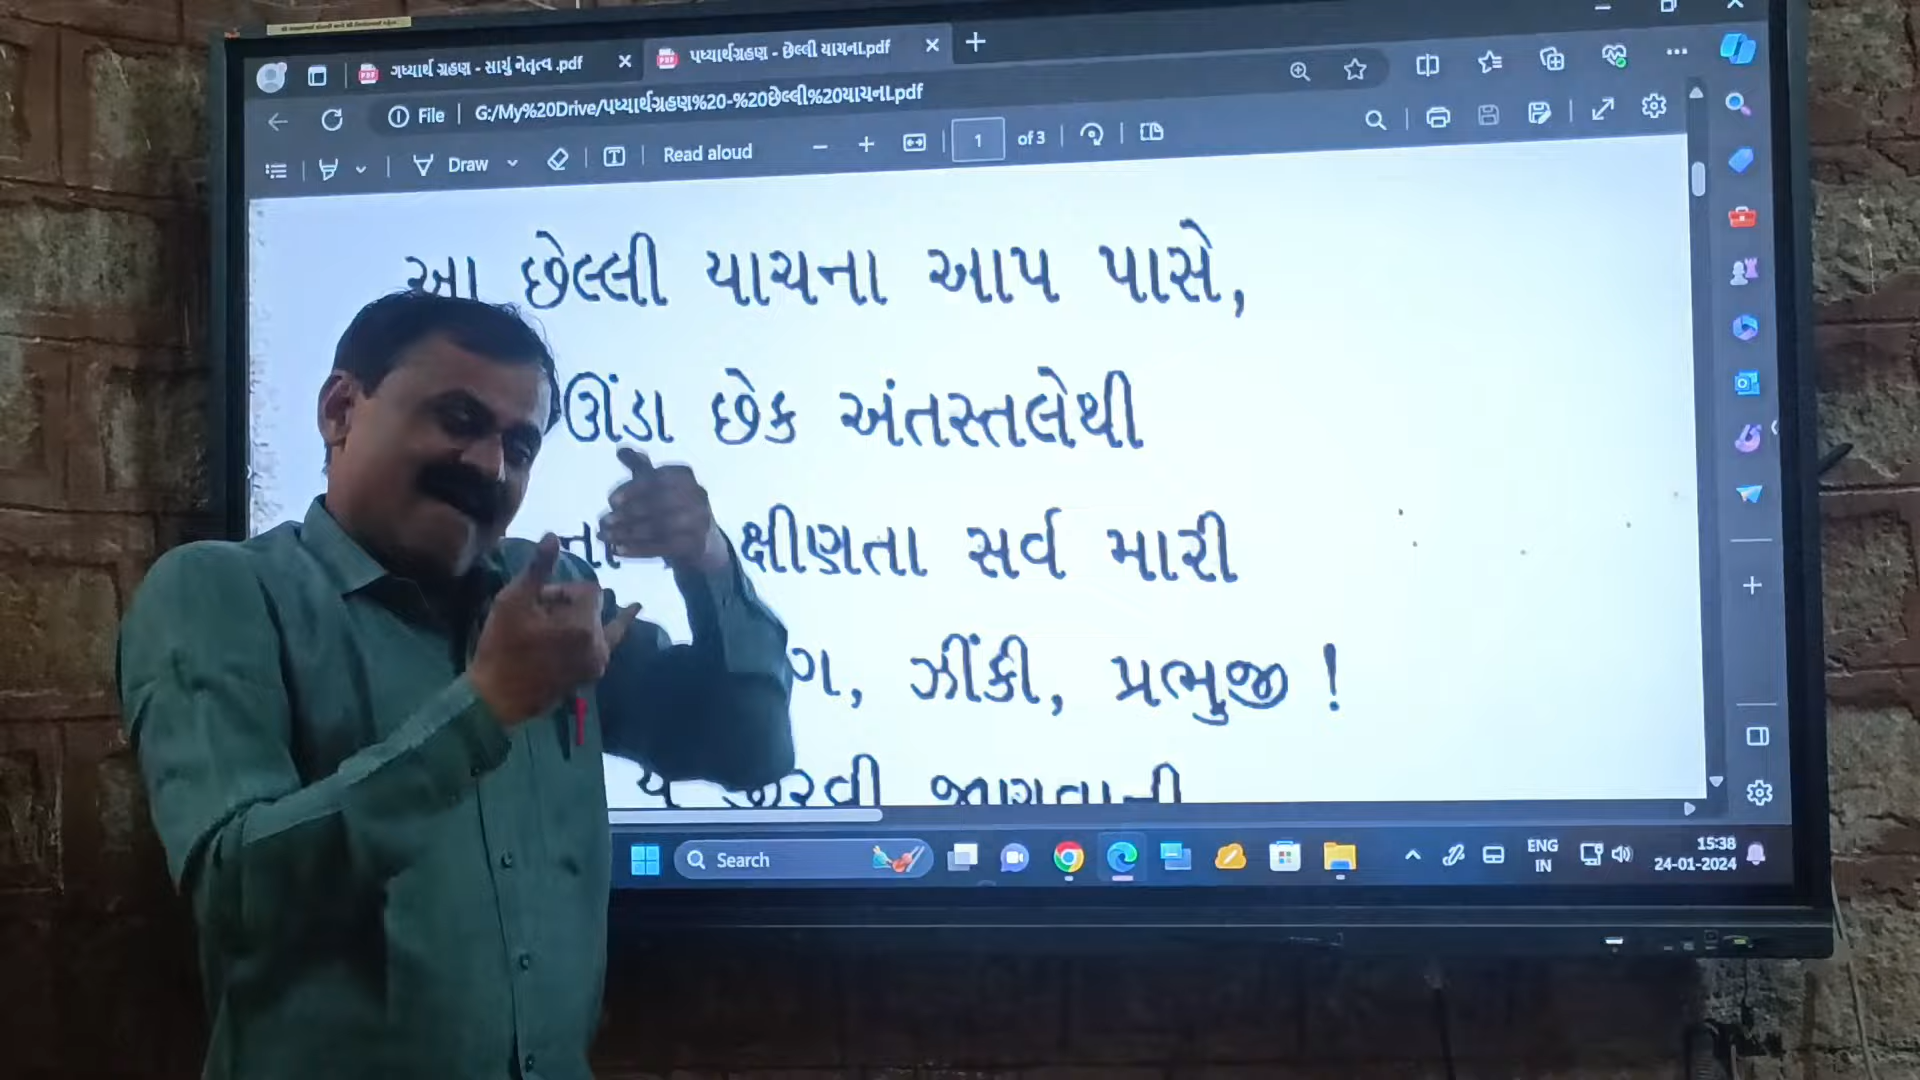 ગધ્યાર્થ ગ્રહણ - સાચું નેતૃત્વ .pdf
પધ્યાર્થગ્રહણ - છેલ્લી યાચના.pdf
File
G:/My%20Drive/પધ્યાર્થગ્રહણ%20-%20છેલ્લી%20યાચના.pdf
Draw
Read aloud
1 of 3
આ છેલ્લી યાચના આપ પાસે,
ઊંડા છેક અંતસ્તલેથી
ક્ષીણતા સર્વ મારી
ઝીંકી, પ્રભુજી !
જાગતાની
Search
ENG
IN
15:38
24-01-2024